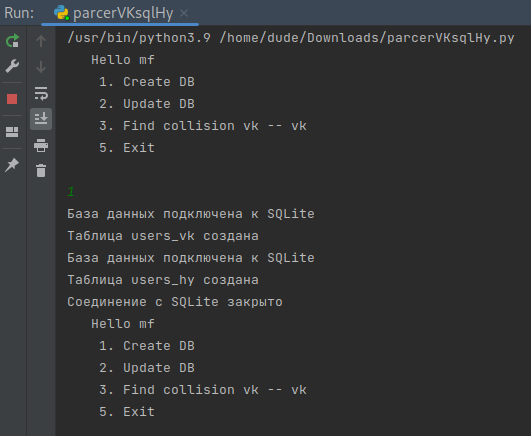 Run: parcerVKsqlHy
/usr/bin/python3.9 /home/dude/Downloads/parcerVKsqlHy.py
Hello mf
1. Create DB
2. Update DB
3. Find collision vk -- vk
5. Exit
1
База данных подключена к SQLite
Таблица users_vk создана
База данных подключена к SQLite
Таблица users_hy создана
Соединение с SQLite закрыто
Hello mf
1. Create DB
2. Update DB
3. Find collision vk -- vk
5. Exit